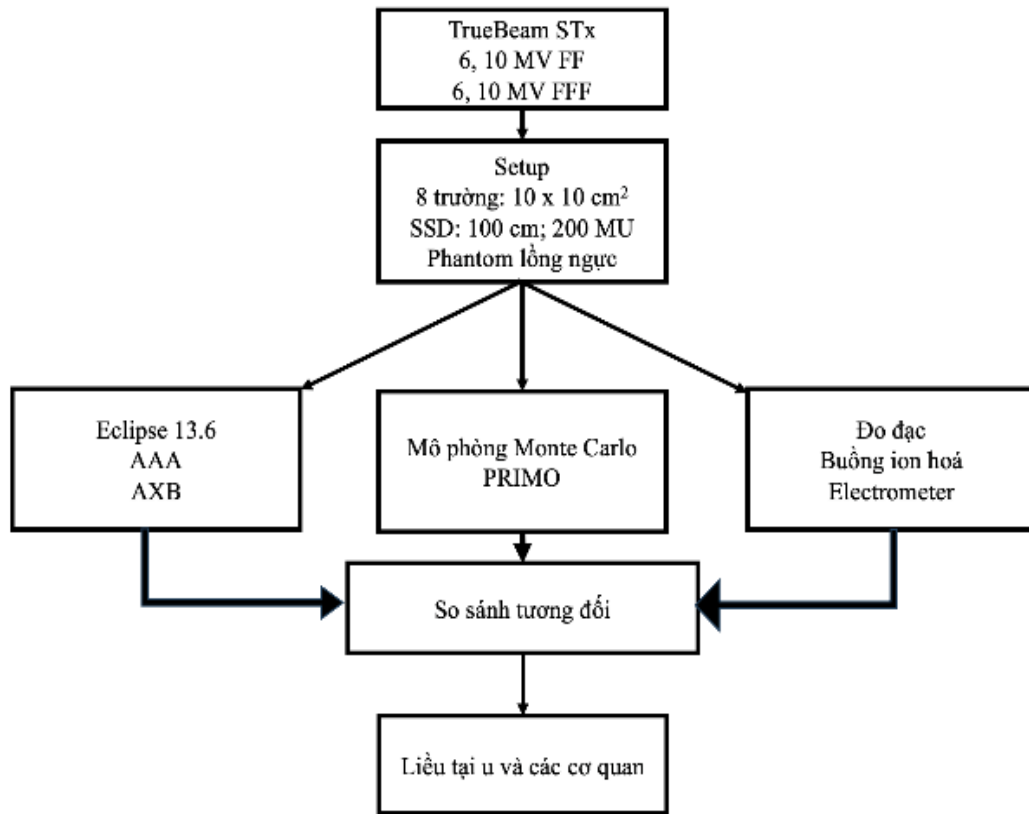 TrueBeam STx
6, 10 MV FF
6, 10 MV FFF
Setup
8 trường: 10 x 10 cm²
SSD: 100 cm; 200 MU
Phantom lồng ngực
Eclipse 13.6
AAA
AXB
Mô phỏng Monte Carlo
PRIMO
Đo đạc
Buồng ion hoá
Electrometer
So sánh tương đối
Liều tại u và các cơ quan